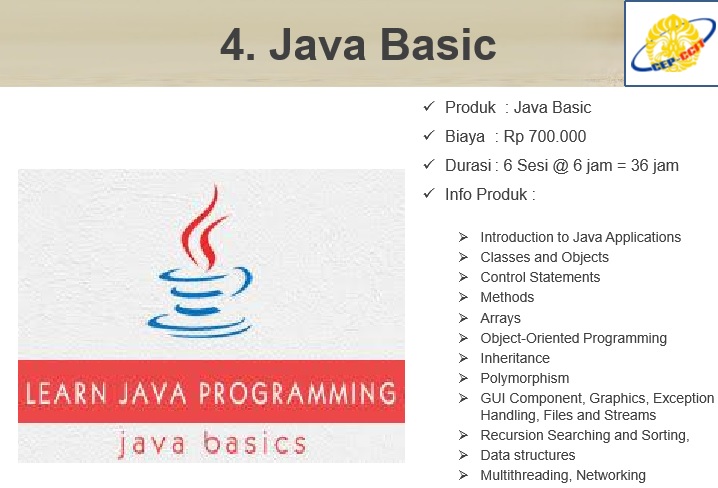 4. Java Basic
CEP-CCIT
✓ Produk : Java Basic
✓ Biaya : Rp 700.000
✓ Durasi : 6 Sesi @ 6 jam = 36 jam
✓ Info Produk :
➢ Introduction to Java Applications
➢ Classes and Objects
➢ Control Statements
➢ Methods
➢ Arrays
➢ Object-Oriented Programming
➢ Inheritance
➢ Polymorphism
➢ GUI Component, Graphics, Exception
Handling, Files and Streams
➢ Recursion Searching and Sorting,
➢ Data structures
➢ Multithreading, Networking
LEARN JAVA PROGRAMMING
java basics